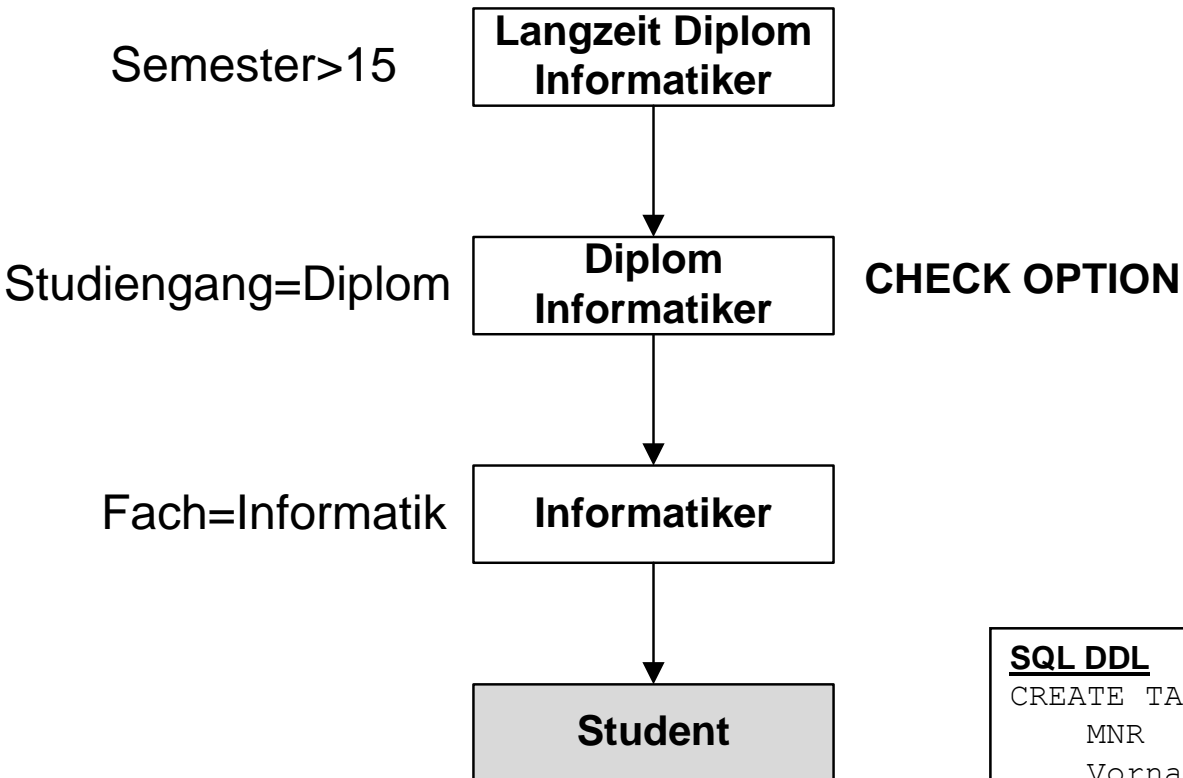 Semester>15
Langzeit Diplom
Informatiker
Studiengang=Diplom
Diplom
Informatiker
CHECK OPTION
Fach=Informatik
Informatiker
Student
SQL DDL
CREATE TA
MNR
Vorna